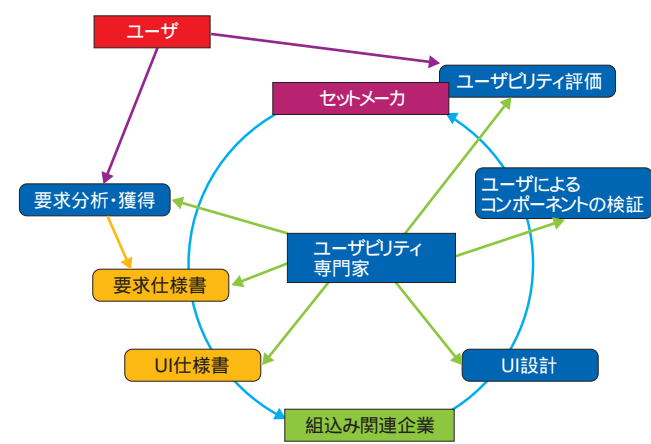 ユーザ
ユーザビリティ評価
セットメーカ
ユーザによる
コンポーネントの検証
要求分析・獲得
ユーザビリティ
専門家
要求仕様書
UI仕様書
UI設計
組込み関連企業